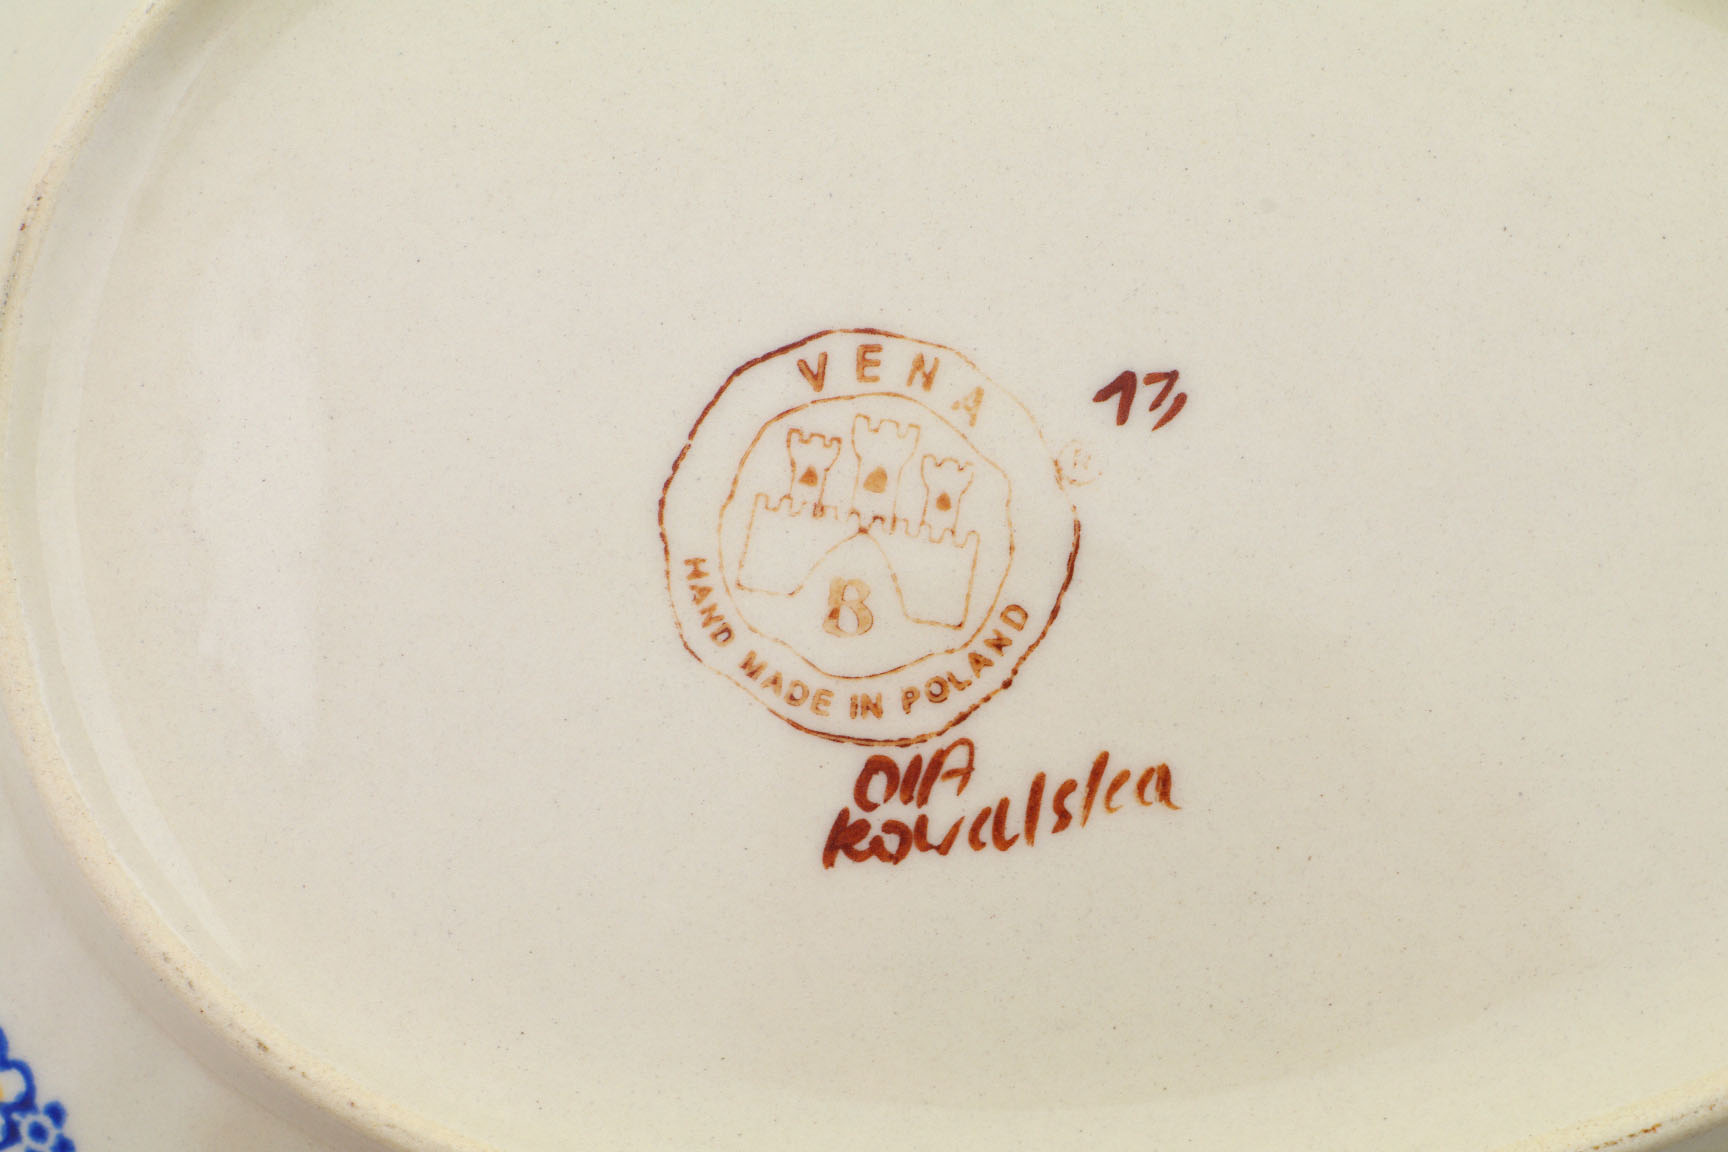 VENA
13
®
B
HAND MADE IN POLAND
OlA
Kowalska